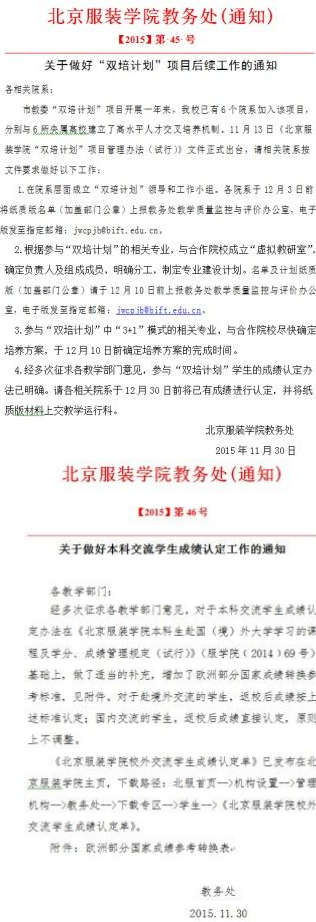 北京服装学院教务处(通知)
【2015】第·45·号
关于做好“双培计划”项目后续工作的通知
各相关院系：
市教委“双培计划”项目开展一年来，我校已有6个院系加入该项目，
分别与6所央属高校建立了高水平人才交叉培养机制。11月13日《北京服
装学院“双培计划”项目管理办法（试行）》文件正式出台，请相关院系按
文件要求做好以下工作：
1.在院系层面成立“双培计划”领导和工作小组。各院系于12月3日前
将纸质版名单（加盖部门公章）上报教务处教学质量监控与评价办公室，电子
版发至指定邮箱：jwcpjb@bift.edu.cn。
2.根据参与“双培计划”的相关专业，与合作院校成立“虚拟教研室”，
确定负责人及组成成员，明确分工，制定专业建设计划。名单及计划纸质
版（加盖部门公章）请于12月10日前上报教务处教学质量监控与评价办公
室，电子版发至指定邮箱：jwcpjb@bift.edu.cn。
3.参与“双培计划”中“3+1”模式的相关专业，与合作院校尽快确定
培养方案，于12月10日前确定培养方案的完成时间。
4.经多次征求各教学部门意见，参与“双培计划”学生的成绩认定办
法已明确。请各相关院系于12月30日前将已有成绩进行认定，并将纸
质版材料上交教学运行科。
北京服装学院教务处
2015年11月30日
北京服装学院教务处(通知)
【2015】第46号
关于做好本科交流学生成绩认定工作的通知
各教学部门：
经多次征求各教学部门意见，对于本科交流学生成绩认
定办法在《北京服装学院本科生赴国（境）外大学学习的课
程及学分、成绩管理规定（试行）》（服学院（2014）69号）
基础上，做了适当的补充，增加了欧洲部分国家成绩转换参
考标准，见附件。对于赴境外交流的学生，返校后成绩按上
述标准认定；国内交流的学生，返校后成绩直接认定，原则
上不调整。
《北京服装学院校外交流学生成绩认定单》已发布在北
京服装学院主页，下载路径：北服首页—>机构设置—>管理
机构—>教务处—>下载专区—>学生—>《北京服装学院校外
交流学生成绩认定单》。
附件：欧洲部分国家成绩参考转换表
教务处
2015.11.30